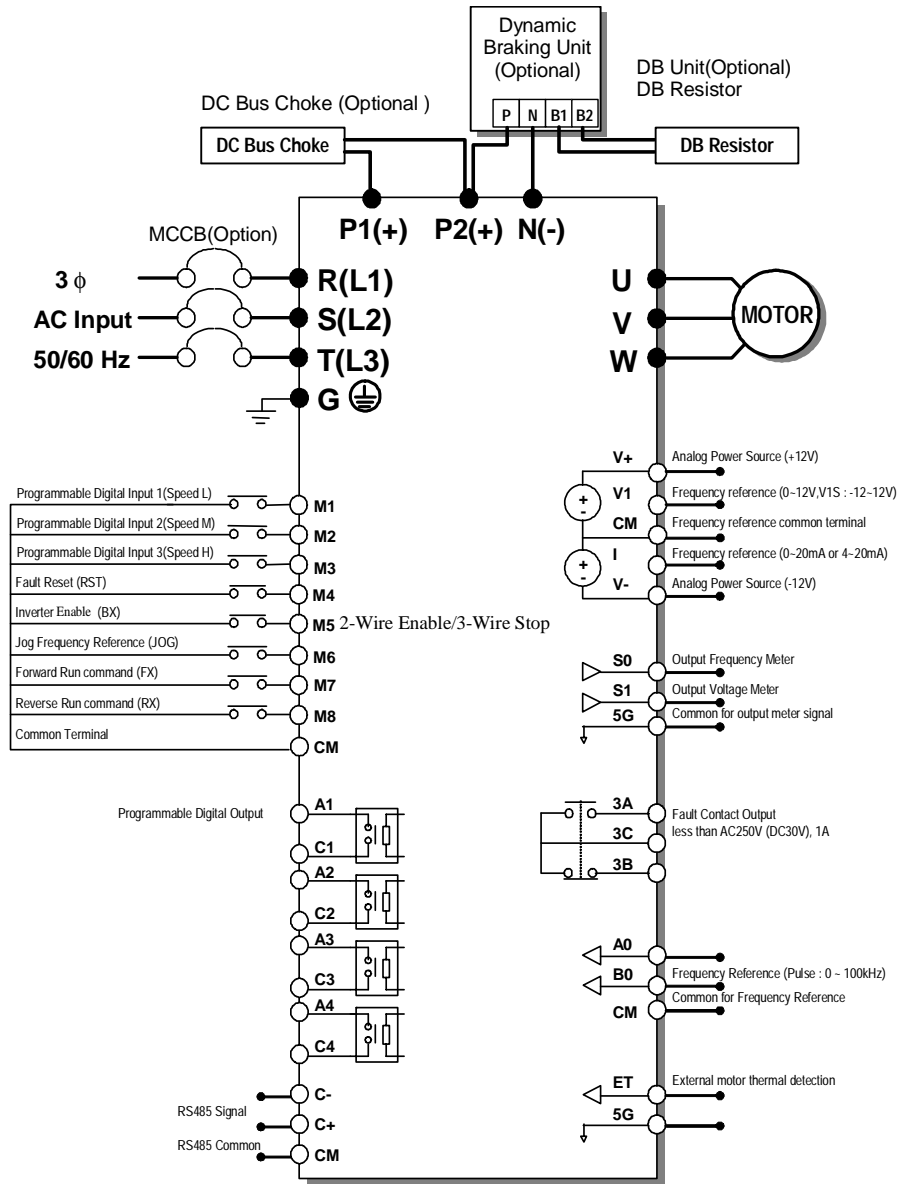 Dynamic
Braking Unit
(Optional)
P N B1 B2
DB Unit(Optional)
DB Resistor
DB Resistor
DC Bus Choke (Optional )
DC Bus Choke
P1(+) P2(+) N(-)
MCCB(Option)
3 ϕ
AC Input
50/60 Hz
R(L1)
S(L2)
T(L3)
G
U
V
W
MOTOR
Programmable Digital Input 1(Speed L)
M1
Programmable Digital Input 2(Speed M)
M2
Programmable Digital Input 3(Speed H)
M3
Fault Reset (RST)
M4
Inverter Enable (BX)
M5 2-Wire Enable/3-Wire Stop
Jog Frequency Reference (JOG)
M6
Forward Run command (FX)
M7
Reverse Run command (RX)
M8
Common Terminal
CM
V+ Analog Power Source (+12V)
V1 Frequency reference (0~12V,V1S : -12~12V)
CM Frequency reference common terminal
I Frequency reference (0~20mA or 4~20mA)
V- Analog Power Source (-12V)
+
-
+
-
S0 Output Frequency Meter
S1 Output Voltage Meter
5G Common for output meter signal
Programmable Digital Output
A1
C1
A2
C2
A3
C3
A4
C4
3A Fault Contact Output
less than AC250V (DC30V), 1A
3C
3B
A0
B0 Frequency Reference (Pulse : 0 ~ 100kHz)
CM Common for Frequency Reference
ET External motor thermal detection
5G
C-
RS485 Signal
C+
RS485 Common
CM